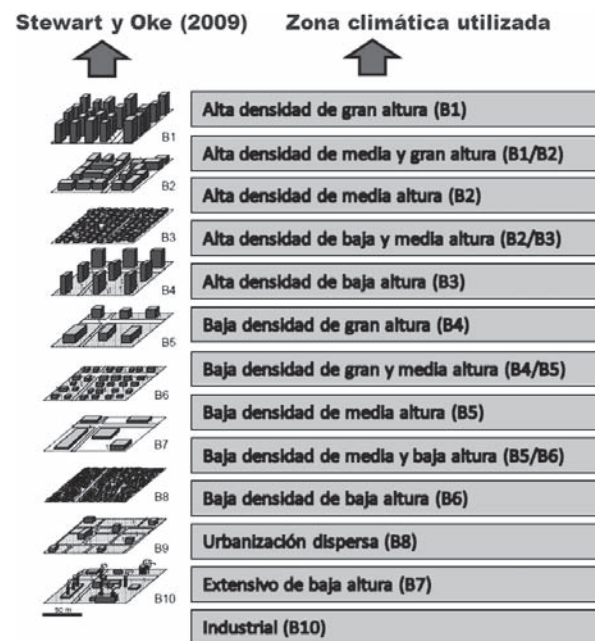 Stewart y Oke (2009)
Zona climática utilizada
B1
B2
B3
B4
B5
B6
B7
B8
B9
B10
50 m
Alta densidad de gran altura (B1)
Alta densidad de media y gran altura (B1/B2)
Alta densidad de media altura (B2)
Alta densidad de baja y media altura (B2/B3)
Alta densidad de baja altura (B3)
Baja densidad de gran altura (B4)
Baja densidad de gran y media altura (B4/B5)
Baja densidad de media altura (B5)
Baja densidad de media y baja altura (B5/B6)
Baja densidad de baja altura (B6)
Urbanización dispersa (B8)
Extensivo de baja altura (B7)
Industrial (B10)